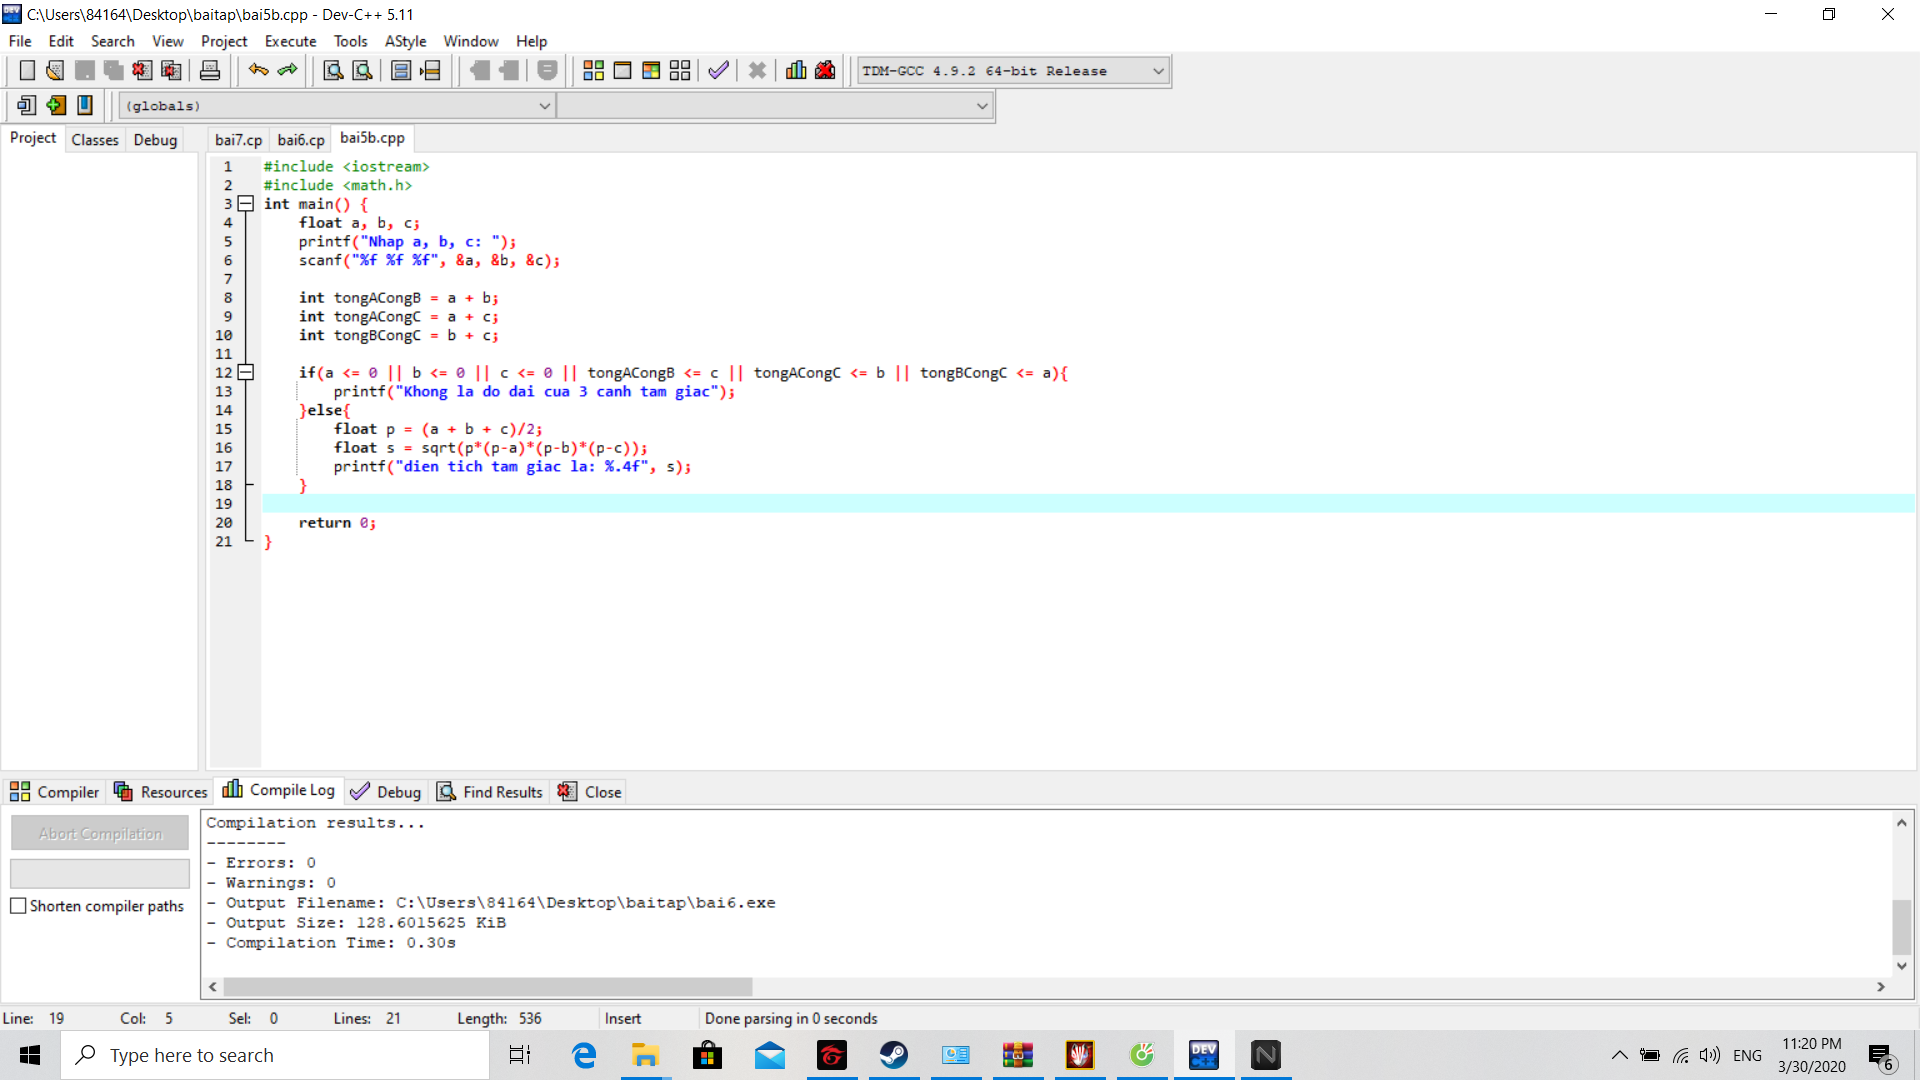 C:\Users\84164\Desktop\baitap\bai5b.cpp - Dev-C++ 5.11
File Edit Search View Project Execute Tools AStyle Window Help
TDM-GCC 4.9.2 64-bit Release
(globals)
Project Classes Debug bai7.cp bai6.cp bai5b.cpp
1 #include <iostream>
2 #include <math.h>
3 int main() {
4 float a, b, c;
5 printf("Nhap a, b, c: ");
6 scanf("%f %f %f", &a, &b, &c);
7
8 int tongACongB = a + b;
9 int tongACongC = a + c;
10 int tongBCongC = b + c;
11
12 if(a <= 0 || b <= 0 || c <= 0 || tongACongB <= c || tongACongC <= b || tongBCongC <= a){
13 printf("Khong la do dai cua 3 canh tam giac");
14 }else{
15 float p = (a + b + c)/2;
16 float s = sqrt(p*(p-a)*(p-b)*(p-c));
17 printf("dien tich tam giac la: %.4f", s);
18 }
19
20 return 0;
21 }
Compiler Resources Compile Log Debug Find Results Close
Abort Compilation
Shorten compiler paths
Compilation results...
--------
- Errors: 0
- Warnings: 0
- Output Filename: C:\Users\84164\Desktop\baitap\bai6.exe
- Output Size: 128.6015625 KiB
- Compilation Time: 0.30s
Line: 19 Col: 5 Sel: 0 Lines: 21 Length: 536 Insert Done parsing in 0 seconds
Type here to search
DEV C++
ENG
11:20 PM
3/30/2020
6